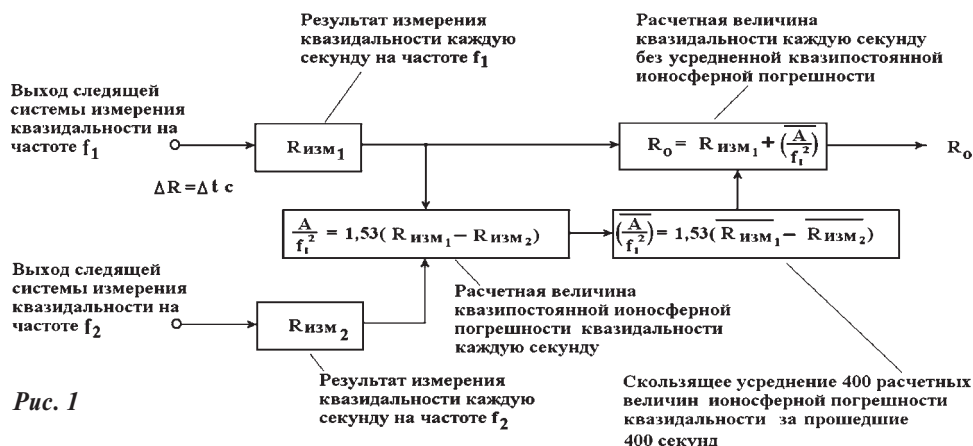 Результат измерения
квазидальности каждую
секунду на частоте f1
Расчетная величина
квазидальности каждую секунду
без усредненной квазипостоянной
ионосферной погрешности
Выход следящей
системы измерения
квазидальности на
частоте f1
Rизм1
R₀ = Rизм1 + (A/f₁²)
R₀
ΔR = Δt c
A/f₁² = 1,53( Rизм1 − Rизм2 )
(A/f₁²) = 1,53( Rизм1 − Rизм2 )
Выход следящей
системы измерения
квазидальности на
частоте f2
Rизм2
Расчетная величина
квазипостоянной ионосферной
погрешности квазидальности
каждую секунду
Результат измерения
квазидальности каждую
секунду на частоте f2
Скользящее усреднение 400 расчетных
величин ионосферной погрешности
квазидальности за прошедшие
400 секунд
Рис. 1